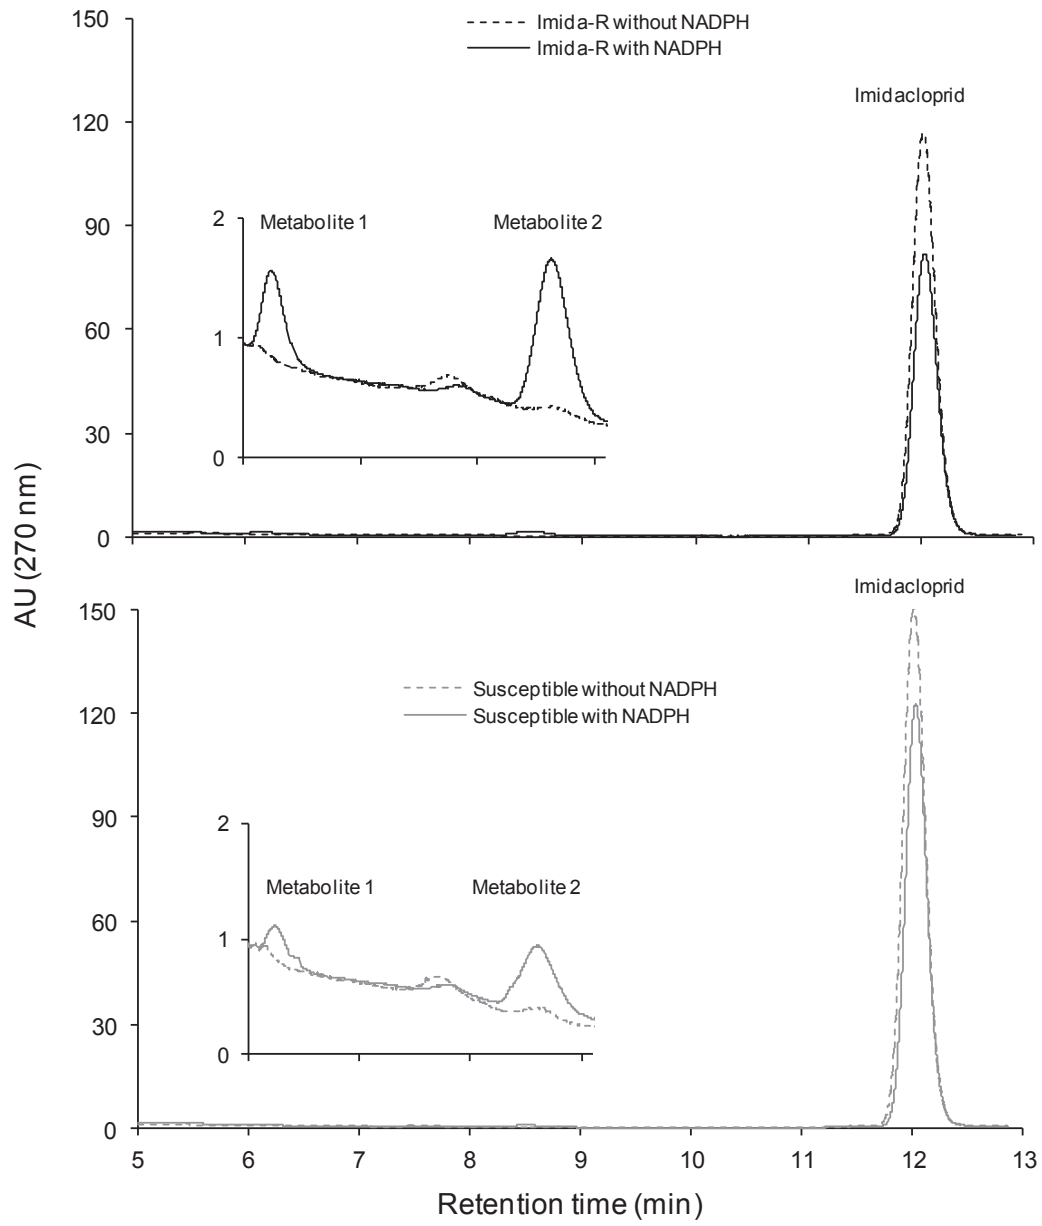 150
Imida-R without NADPH
Imida-R with NADPH
Imidacloprid
120
90
2
Metabolite 1
Metabolite 2
60
1
30
0
0
AU (270 nm)
Imidacloprid
150
Susceptible without NADPH
Susceptible with NADPH
120
90
2
Metabolite 1
Metabolite 2
60
1
30
0
0
5 6 7 8 9 10 11 12 13
Retention time (min)